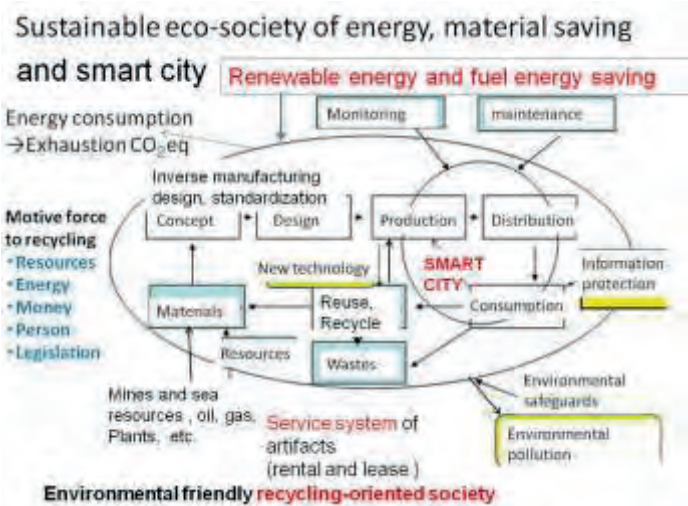 Sustainable eco-society of energy, material saving
and smart city Renewable energy and fuel energy saving
Monitoring
maintenance
Energy consumption
→Exhaustion CO₂eq
Inverse manufacturing
design, standardization
Motive force
to recycling
•Resources
•Energy
•Money
•Person
•Legislation
Concept
Design
Production
Distribution
New technology
SMART
CITY
Information
protection
Materials
Reuse,
Recycle
Consumption
Resources
Wastes
Mines and sea
resources , oil, gas,
Plants, etc.
Service system of
artifacts
(rental and lease )
Environmental
safeguards
Environmental
pollution
Environmental friendly recycling-oriented society